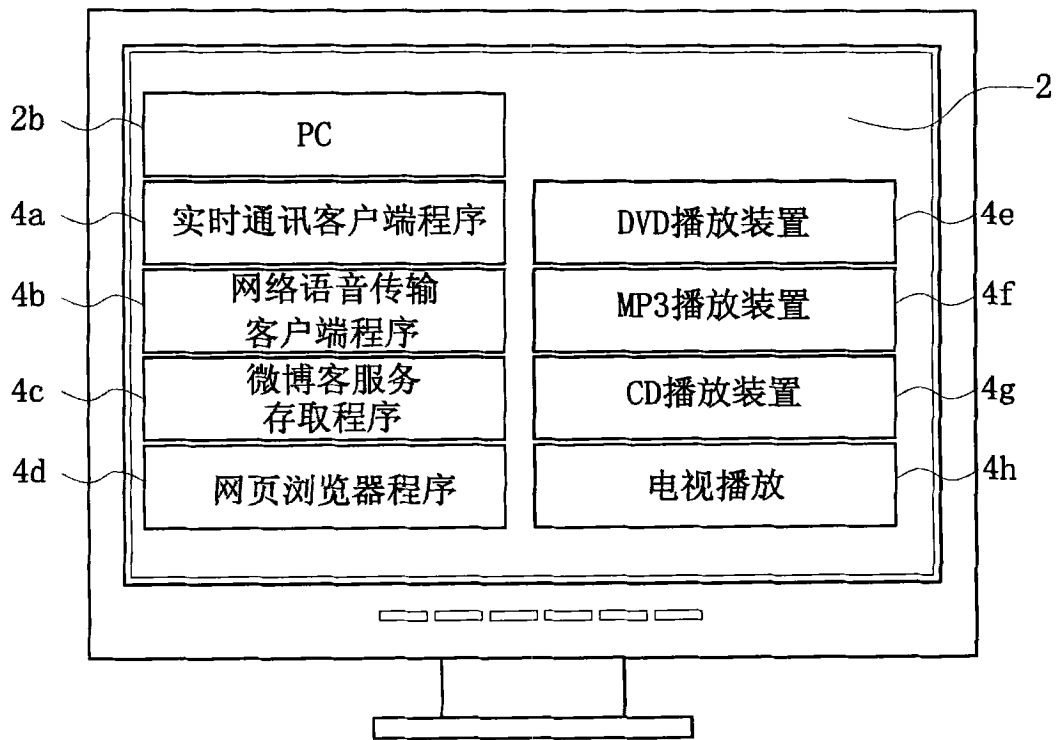 2
2b
PC
4a
实时通讯客户端程序
DVD播放装置
4e
4b
网络语音传输
客户端程序
MP3播放装置
4f
4c
微博客服务
存取程序
CD播放装置
4g
4d
网页浏览器程序
电视播放
4h